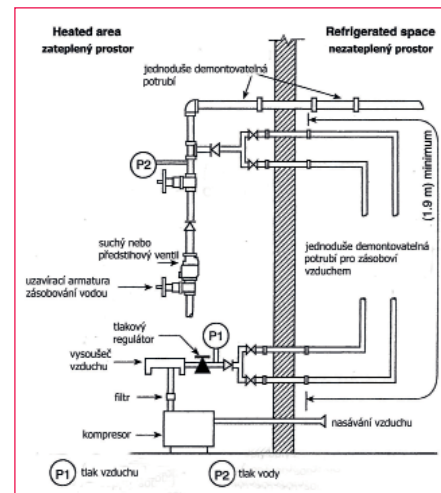 Heated area
zateplený prostor
Refrigerated space
nezateplený prostor
jednoduše demontovatelná
potrubí
P2
(1.9 m) minimum
suchý nebo
předstihový ventil
jednoduše demontovatelná
potrubí pro zásoboví
vzduchem
uzavírací armatura
zásobování vodou
tlakový
regulátor
P1
vysoušeč
vzduchu
filtr
kompresor
nasávání vzduchu
P1 tlak vzduchu
P2 tlak vody